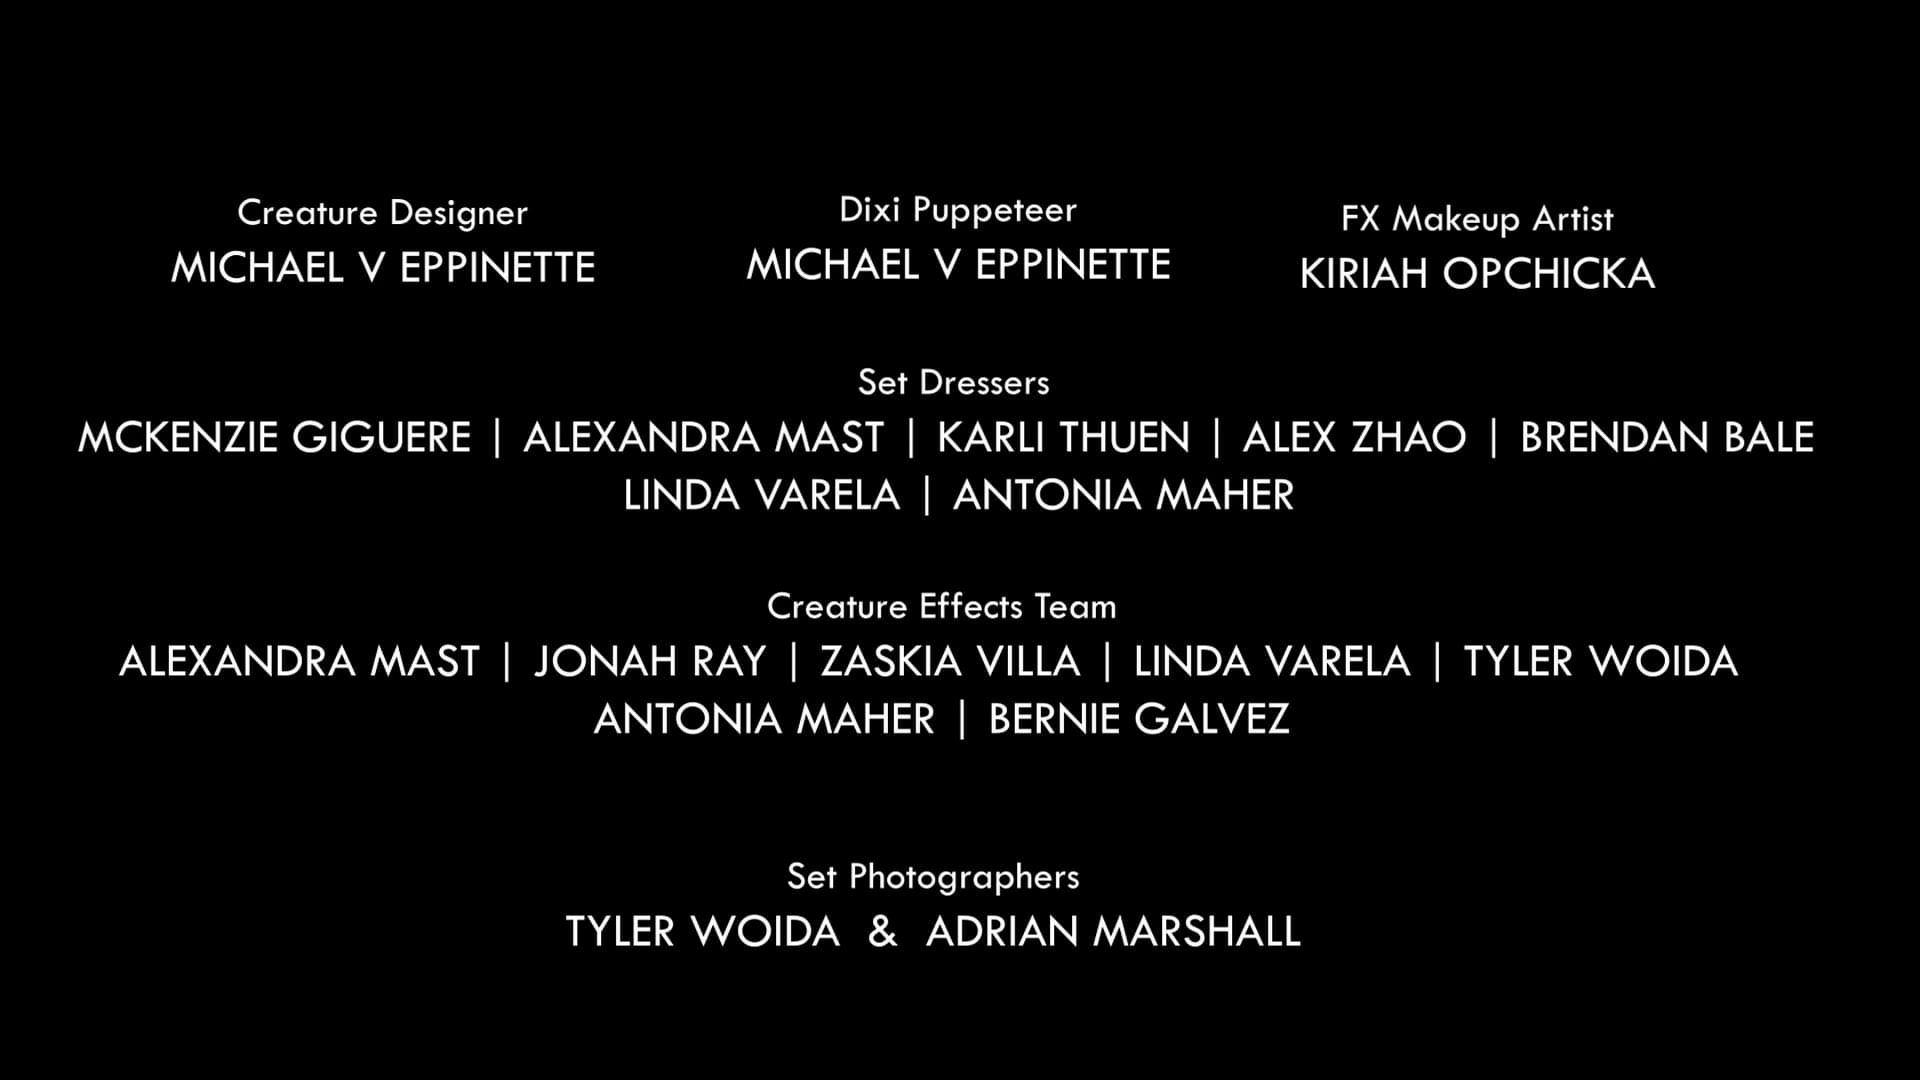 Creature Designer
MICHAEL V EPPINETTE
Dixi Puppeteer
MICHAEL V EPPINETTE
FX Makeup Artist
KIRIAH OPCHICKA
Set Dressers
MCKENZIE GIGUERE | ALEXANDRA MAST | KARLI THUEN | ALEX ZHAO | BRENDAN BALE
LINDA VARELA | ANTONIA MAHER
Creature Effects Team
ALEXANDRA MAST | JONAH RAY | ZASKIA VILLA | LINDA VARELA | TYLER WOIDA
ANTONIA MAHER | BERNIE GALVEZ
Set Photographers
TYLER WOIDA & ADRIAN MARSHALL